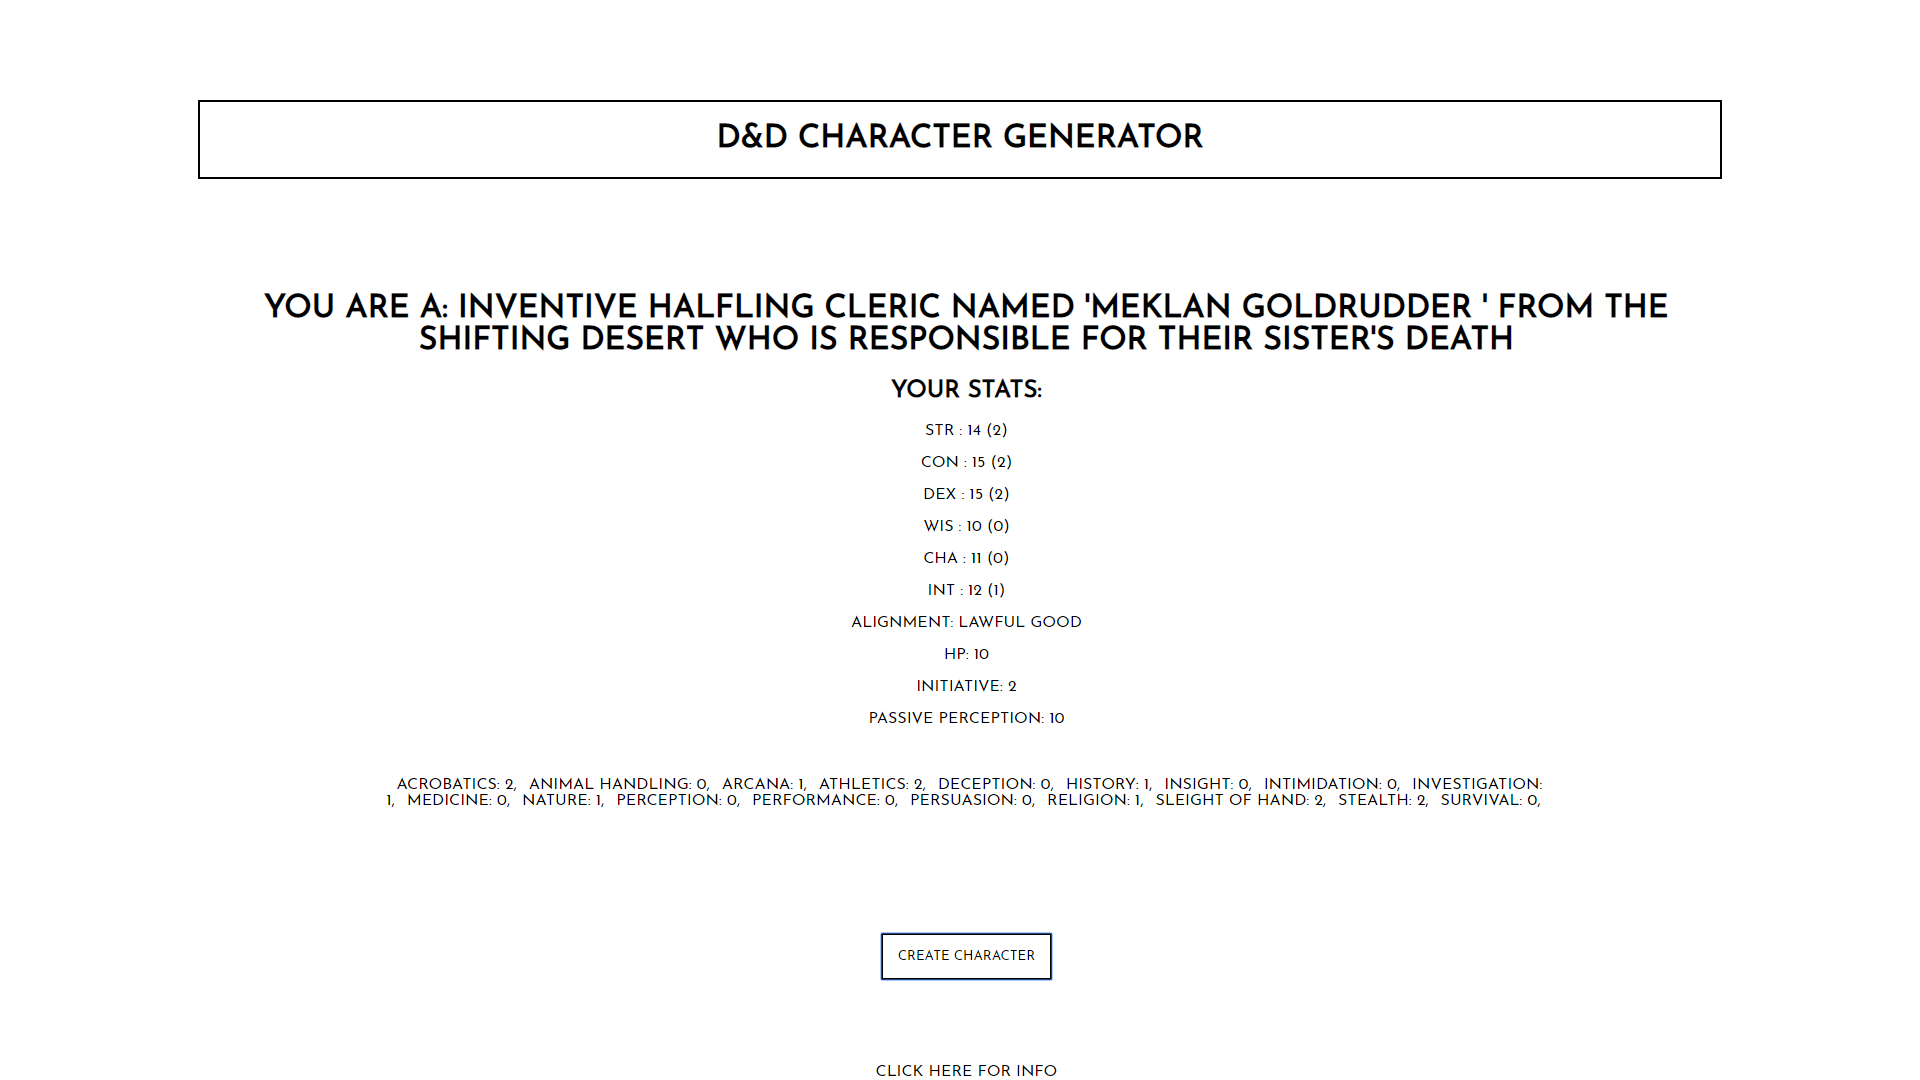 D&D CHARACTER GENERATOR
YOU ARE A: INVENTIVE HALFLING CLERIC NAMED 'MEKLAN GOLDRUDDER ' FROM THE
SHIFTING DESERT WHO IS RESPONSIBLE FOR THEIR SISTER'S DEATH
YOUR STATS:
STR : 14 (2)
CON : 15 (2)
DEX : 15 (2)
WIS : 10 (0)
CHA : 11 (0)
INT : 12 (1)
ALIGNMENT: LAWFUL GOOD
HP: 10
INITIATIVE: 2
PASSIVE PERCEPTION: 10
ACROBATICS: 2, ANIMAL HANDLING: 0, ARCANA: 1, ATHLETICS: 2, DECEPTION: 0, HISTORY: 1, INSIGHT: 0, INTIMIDATION: 0, INVESTIGATION:
1, MEDICINE: 0, NATURE: 1, PERCEPTION: 0, PERFORMANCE: 0, PERSUASION: 0, RELIGION: 1, SLEIGHT OF HAND: 2, STEALTH: 2, SURVIVAL: 0,
CREATE CHARACTER
CLICK HERE FOR INFO